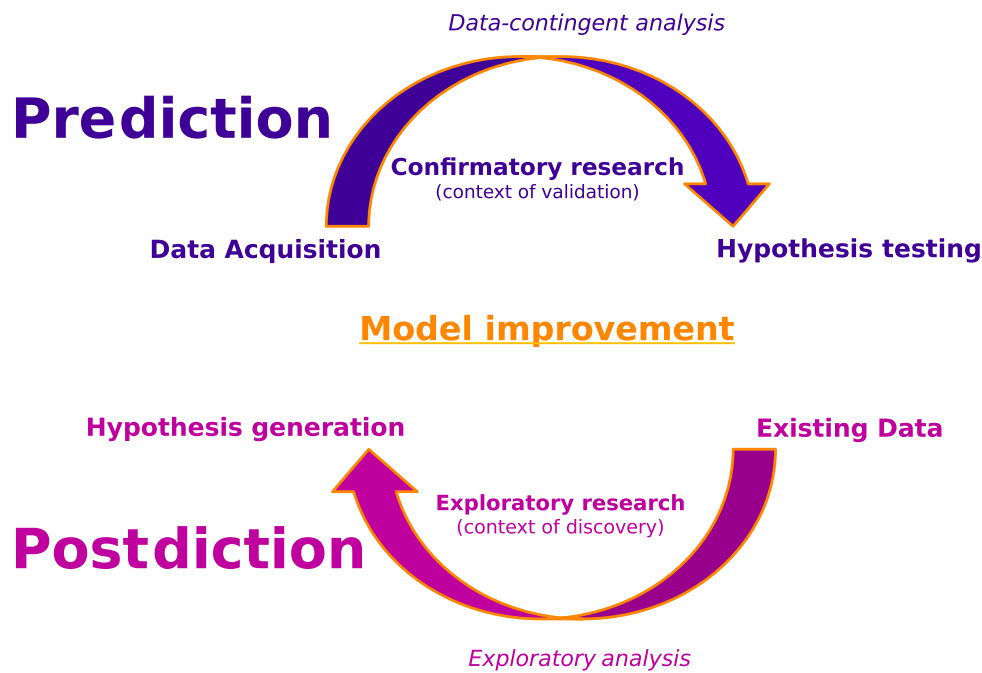 Data-contingent analysis
Prediction
Confirmatory research
(context of validation)
Data Acquisition
Hypothesis testing
Model improvement
Hypothesis generation
Existing Data
Exploratory research
(context of discovery)
Postdiction
Exploratory analysis